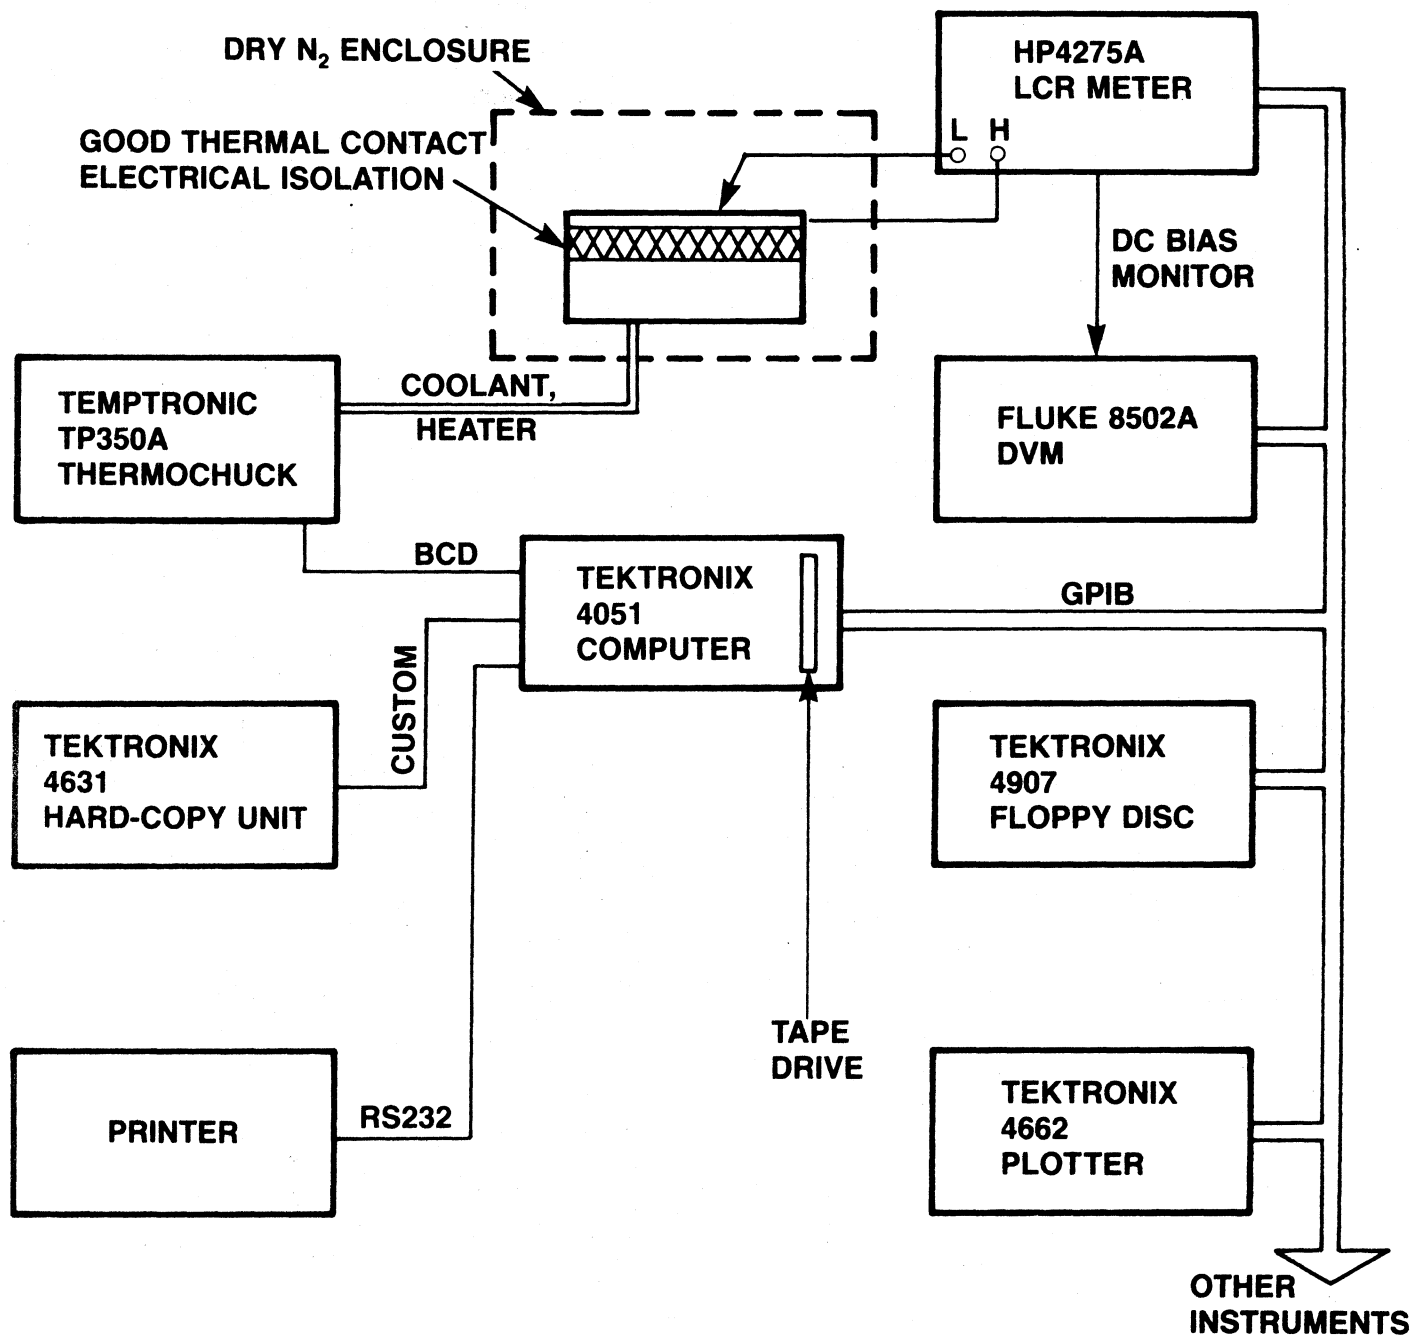 DRY N₂ ENCLOSURE
GOOD THERMAL CONTACT
ELECTRICAL ISOLATION
HP4275A
LCR METER
L H
DC BIAS
MONITOR
TEMPTRONIC
TP350A
THERMOCHUCK
COOLANT,
HEATER
FLUKE 8502A
DVM
BCD
TEKTRONIX
4051
COMPUTER
GPIB
CUSTOM
TEKTRONIX
4631
HARD-COPY UNIT
TEKTRONIX
4907
FLOPPY DISC
TAPE
DRIVE
PRINTER
RS232
TEKTRONIX
4662
PLOTTER
OTHER
INSTRUMENTS